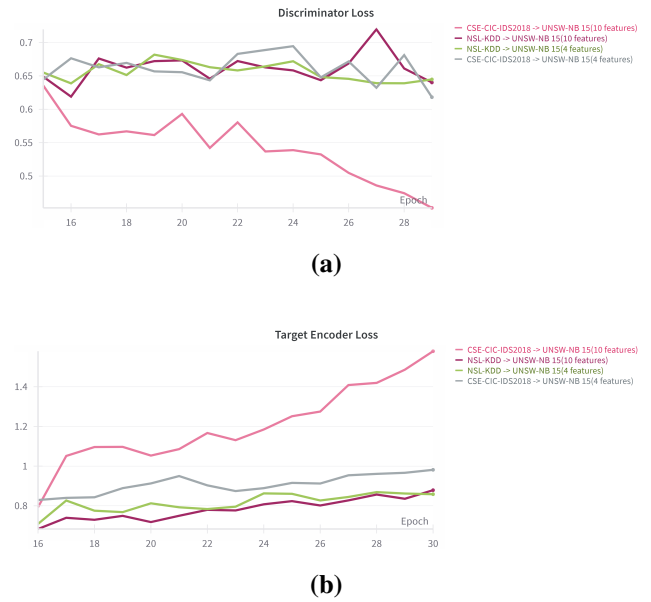 Discriminator Loss
CSE-CIC-IDS2018 -> UNSW-NB 15(10 features)
NSL-KDD -> UNSW-NB 15(10 features)
NSL-KDD -> UNSW-NB 15(4 features)
CSE-CIC-IDS2018 -> UNSW-NB 15(4 features)
0.7
0.65
0.6
0.55
0.5
Epoch
16 18 20 22 24 26 28
(a)
Target Encoder Loss
CSE-CIC-IDS2018 -> UNSW-NB 15(10 features)
NSL-KDD -> UNSW-NB 15(10 features)
NSL-KDD -> UNSW-NB 15(4 features)
CSE-CIC-IDS2018 -> UNSW-NB 15(4 features)
1.4
1.2
1
0.8
Epoch
16 18 20 22 24 26 28 30
(b)